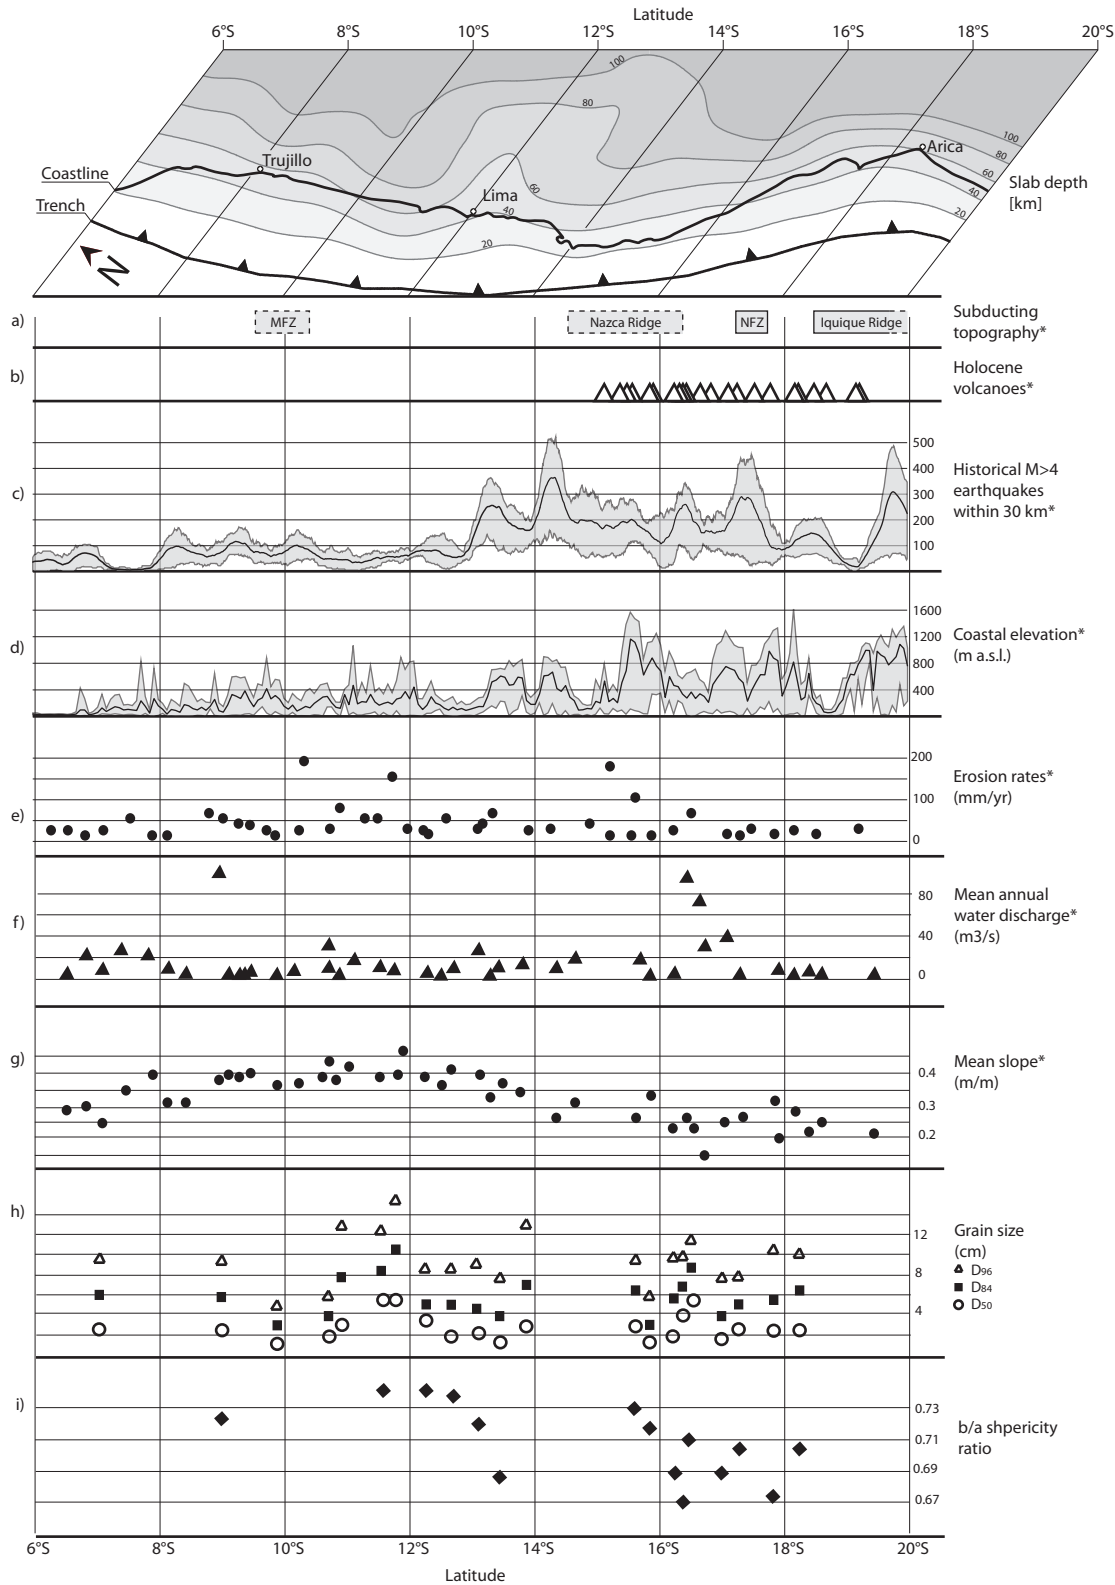 Latitude
6°S 8°S 10°S 12°S 14°S 16°S 18°S 20°S
100
80
100
80
60
40
20
Arica
Trujillo
Coastline
Lima
60
40
20
Slab depth
[km]
Trench
N
a)
MFZ
Nazca Ridge
NFZ
Iquique Ridge
Subducting
topography*
b)
Holocene
volcanoes*
c)
500
400
300
200
100
Historical M>4
earthquakes
within 30 km*
d)
1600
1200
800
400
Coastal elevation*
(m a.s.l.)
e)
200
100
0
Erosion rates*
(mm/yr)
f)
80
40
0
Mean annual
water discharge*
(m3/s)
g)
0.4
0.3
0.2
Mean slope*
(m/m)
h)
12
8
4
Grain size
(cm)
D96
D84
D50
i)
0.73
0.71
0.69
0.67
b/a shpericity
ratio
6°S 8°S 10°S 12°S 14°S 16°S 18°S 20°S
Latitude